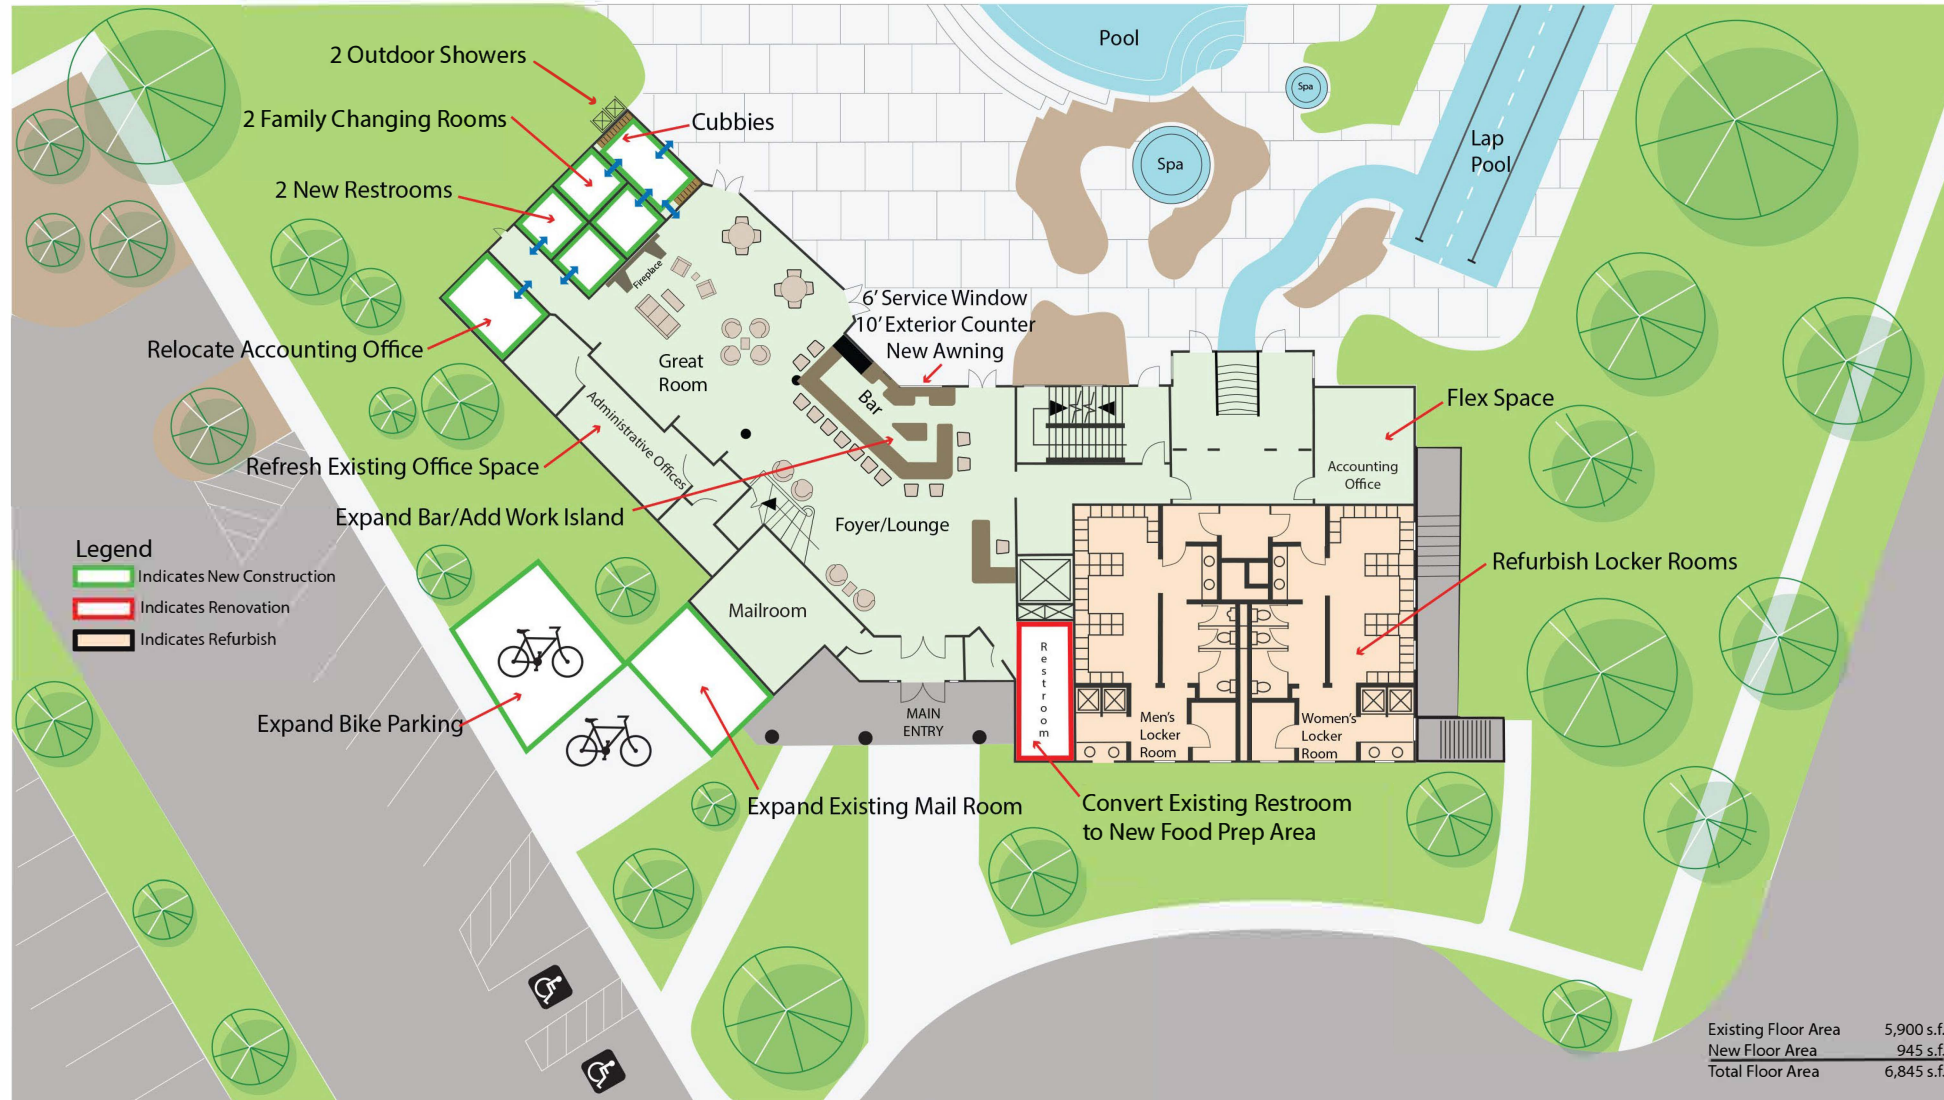 Pool
2 Outdoor Showers
Spa
2 Family Changing Rooms
Cubbies
Lap
Pool
Spa
2 New Restrooms
Fireplace
6' Service Window
10' Exterior Counter
New Awning
Relocate Accounting Office
Great
Room
Bar
Flex Space
Administrative Offices
Refresh Existing Office Space
Accounting
Office
Expand Bar/Add Work Island
Foyer/Lounge
Legend
Indicates New Construction
Indicates Renovation
Indicates Refurbish
Refurbish Locker Rooms
Mailroom
Restroom
Expand Bike Parking
MAIN
ENTRY
Men's
Locker
Room
Women's
Locker
Room
Expand Existing Mail Room
Convert Existing Restroom
to New Food Prep Area
Existing Floor Area 5,900 s.f.
New Floor Area 945 s.f.
Total Floor Area 6,845 s.f.